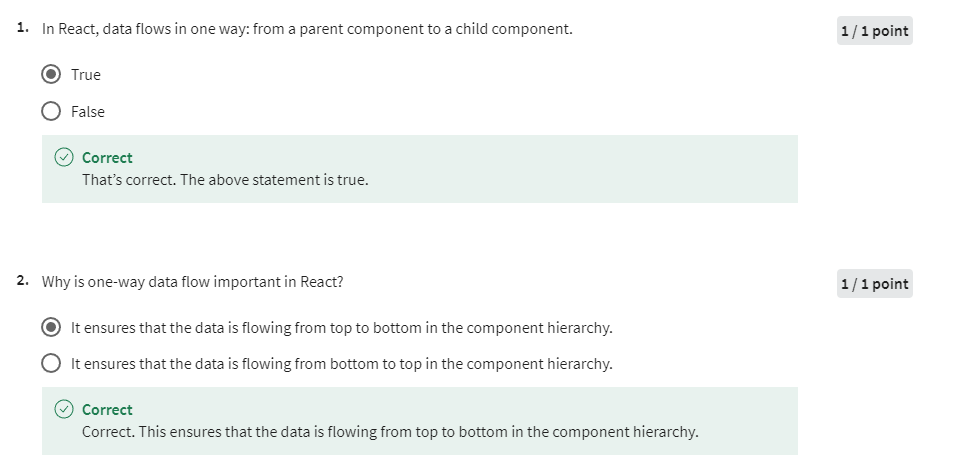 1. In React, data flows in one way: from a parent component to a child component.
1 / 1 point
True
False
Correct
That’s correct. The above statement is true.
2. Why is one-way data flow important in React?
1 / 1 point
It ensures that the data is flowing from top to bottom in the component hierarchy.
It ensures that the data is flowing from bottom to top in the component hierarchy.
Correct
Correct. This ensures that the data is flowing from top to bottom in the component hierarchy.